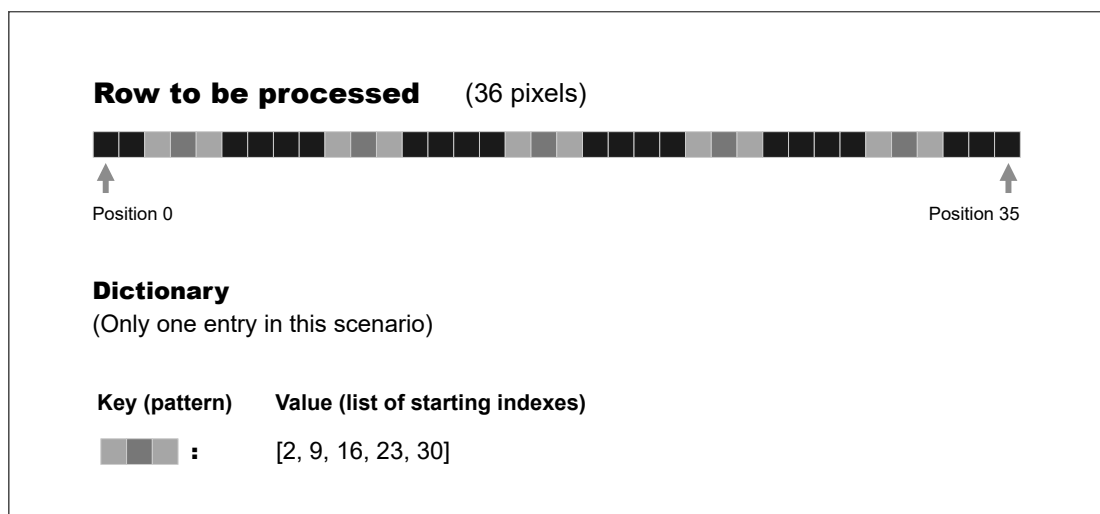 Row to be processed (36 pixels)
Position 0 Position 35
Dictionary
(Only one entry in this scenario)
Key (pattern) Value (list of starting indexes)
: [2, 9, 16, 23, 30]